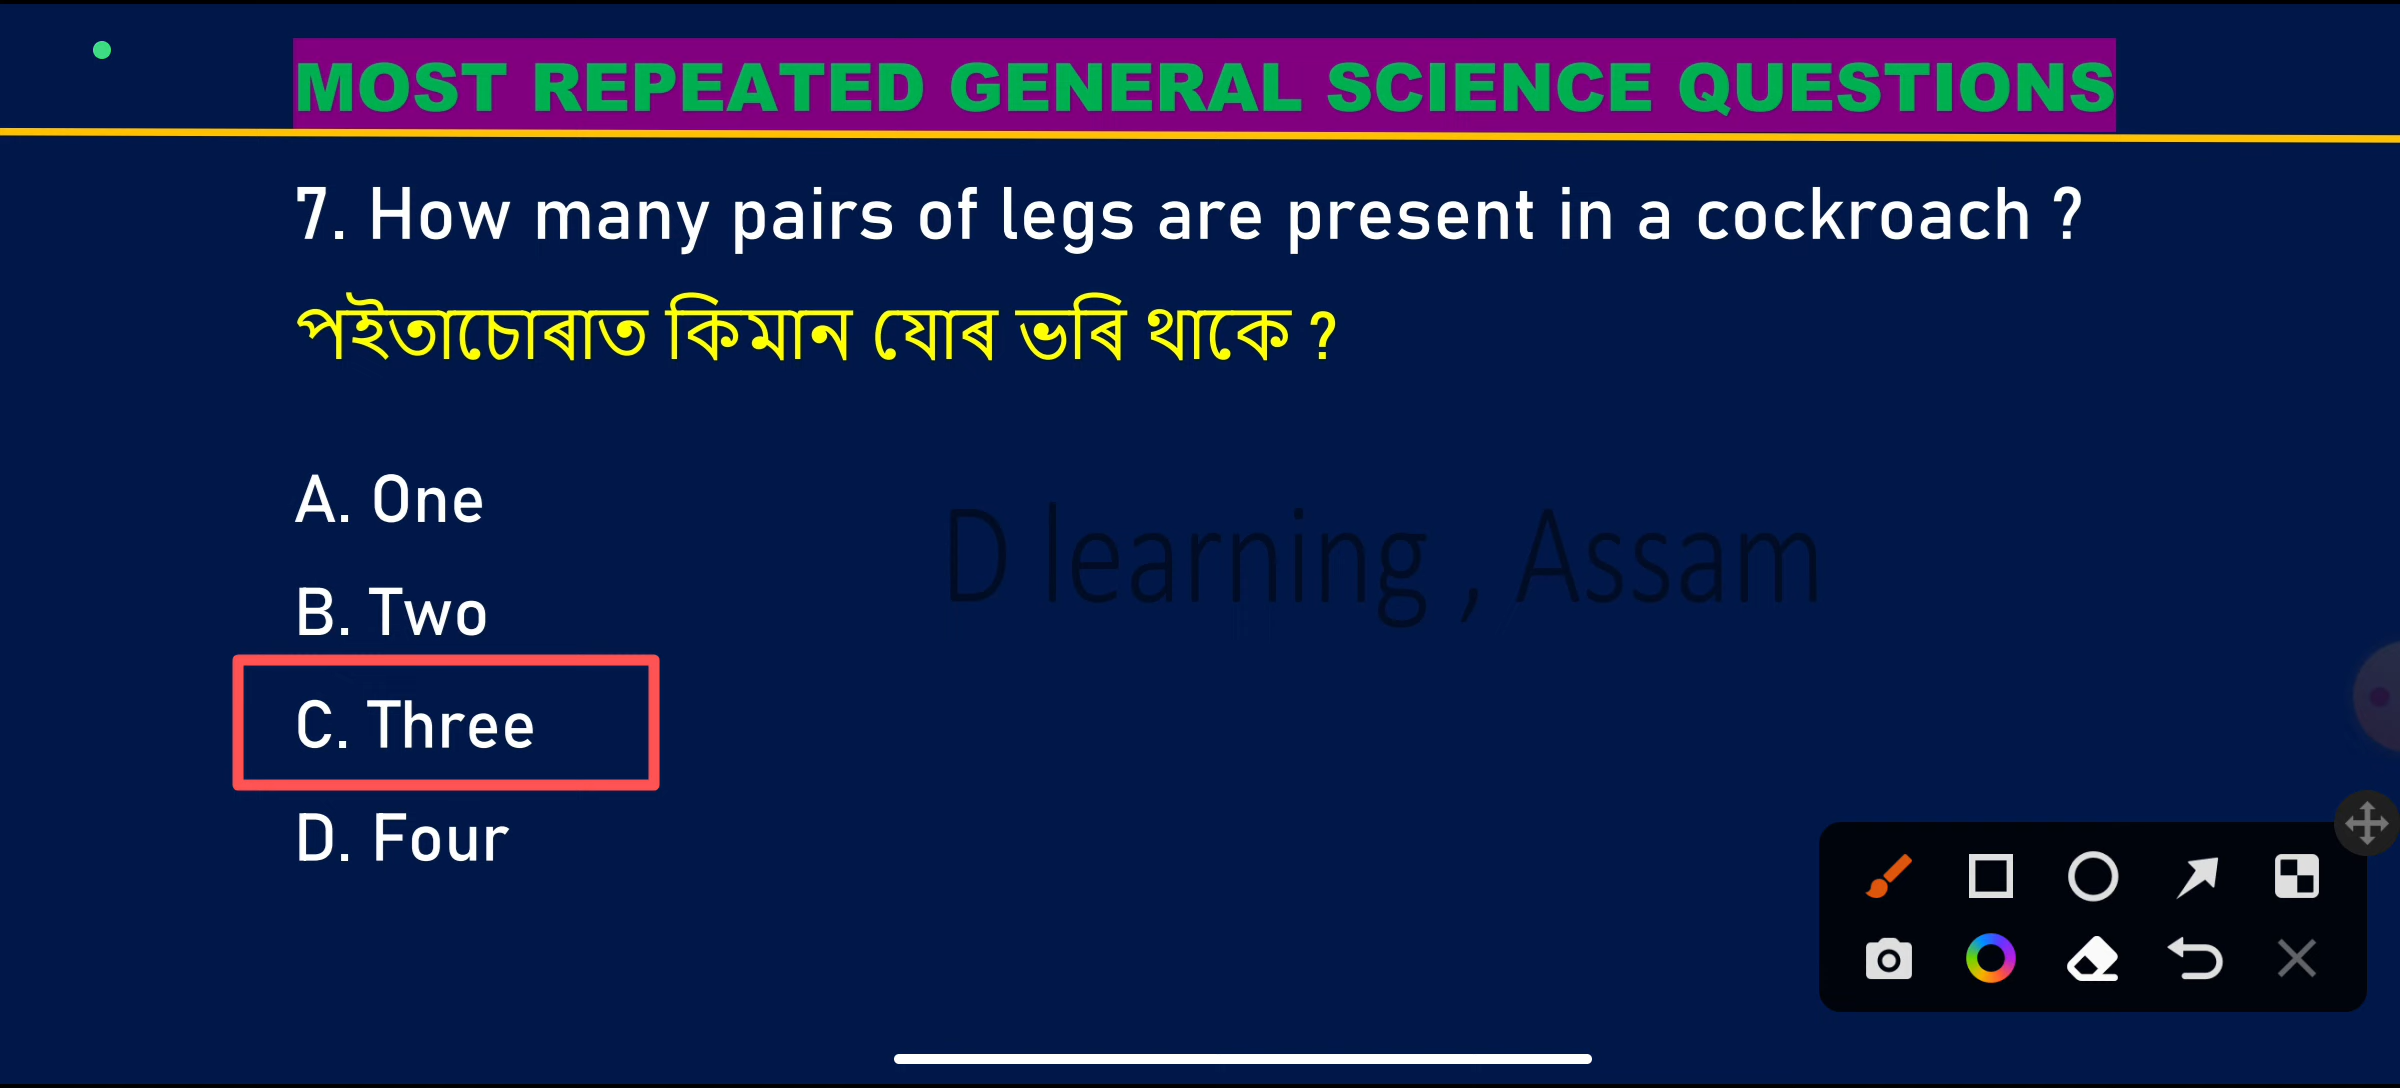 MOST REPEATED GENERAL SCIENCE QUESTIONS
7. How many pairs of legs are present in a cockroach ?
পইতাচোৰাত কিমান যোৰ ভৰি থাকে ?
A. One
B. Two
C. Three
D. Four
D learning , Assam